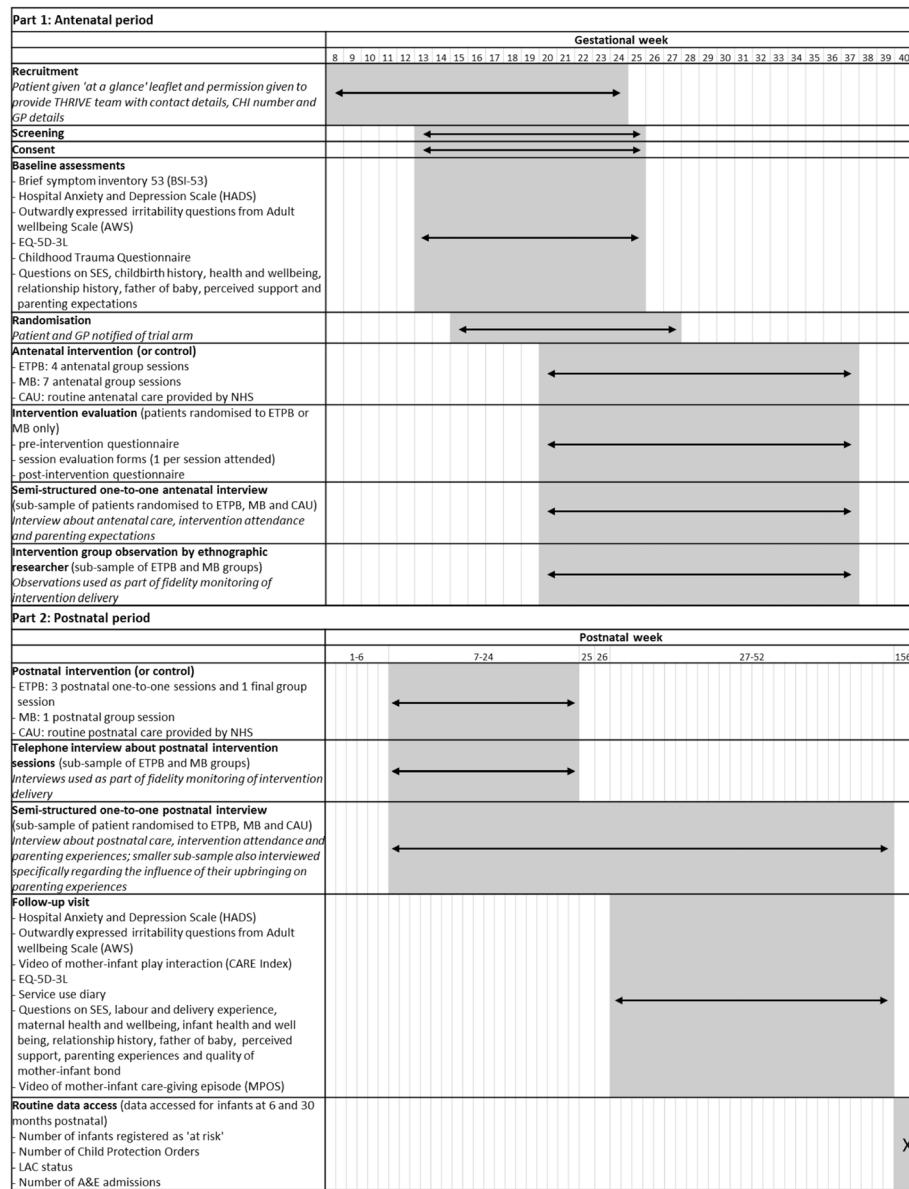 Part 1: Antenatal period
Gestational week
8 9 10 11 12 13 14 15 16 17 18 19 20 21 22 23 24 25 26 27 28 29 30 31 32 33 34 35 36 37 38 39 40
Recruitment
Patient given 'at a glance' leaflet and permission given to
provide THRIVE team with contact details, CHI number and
GP details
Screening
Consent
Baseline assessments
- Brief symptom inventory 53 (BSI-53)
- Hospital Anxiety and Depression Scale (HADS)
- Outwardly expressed irritability questions from Adult
wellbeing Scale (AWS)
- EQ-5D-3L
- Childhood Trauma Questionnaire
- Questions on SES, childbirth history, health and wellbeing,
relationship history, father of baby, perceived support and
parenting expectations
Randomisation
Patient and GP notified of trial arm
Antenatal intervention (or control)
- ETPB: 4 antenatal group sessions
- MB: 7 antenatal group sessions
- CAU: routine antenatal care provided by NHS
Intervention evaluation (patients randomised to ETPB or
MB only)
- pre-intervention questionnaire
- session evaluation forms (1 per session attended)
- post-intervention questionnaire
Semi-structured one-to-one antenatal interview
(sub-sample of patients randomised to ETPB, MB and CAU)
Interview about antenatal care, intervention attendance
and parenting expectations
Intervention group observation by ethnographic
researcher (sub-sample of ETPB and MB groups)
Observations used as part of fidelity monitoring of
intervention delivery
Part 2: Postnatal period
Postnatal week
1-6 7-24 25 26 27-52 156
Postnatal intervention (or control)
- ETPB: 3 postnatal one-to-one sessions and 1 final group
session
- MB: 1 postnatal group session
- CAU: routine postnatal care provided by NHS
Telephone interview about postnatal intervention
sessions (sub-sample of ETPB and MB groups)
Interviews used as part of fidelity monitoring of intervention
delivery
Semi-structured one-to-one postnatal interview
(sub-sample of patient randomised to ETPB, MB and CAU)
Interview about postnatal care, intervention attendance and
parenting experiences; smaller sub-sample also interviewed
specifically regarding the influence of their upbringing on
parenting experiences
Follow-up visit
- Hospital Anxiety and Depression Scale (HADS)
- Outwardly expressed irritability questions from Adult
wellbeing Scale (AWS)
- Video of mother-infant play interaction (CARE Index)
- EQ-5D-3L
- Service use diary
- Questions on SES, labour and delivery experience,
maternal health and wellbeing, infant health and well
being, relationship history, father of baby, perceived
support, parenting experiences and quality of
mother-infant bond
- Video of mother-infant care-giving episode (MPOS)
Routine data access (data accessed for infants at 6 and 30
months postnatal)
- Number of infants registered as 'at risk'
- Number of Child Protection Orders
- LAC status
- Number of A&E admissions
X